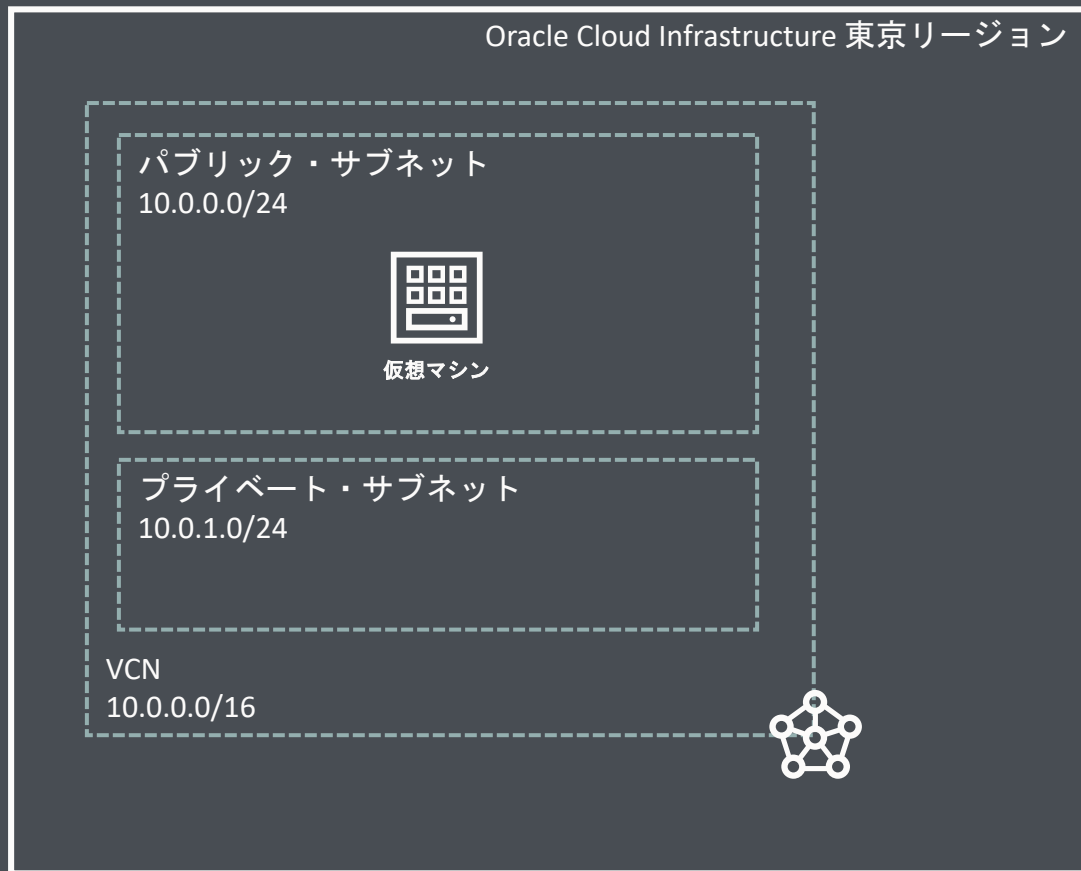 Oracle Cloud Infrastructure 東京リージョン
パブリック・サブネット
10.0.0.0/24
仮想マシン
プライベート・サブネット
10.0.1.0/24
VCN
10.0.0.0/16